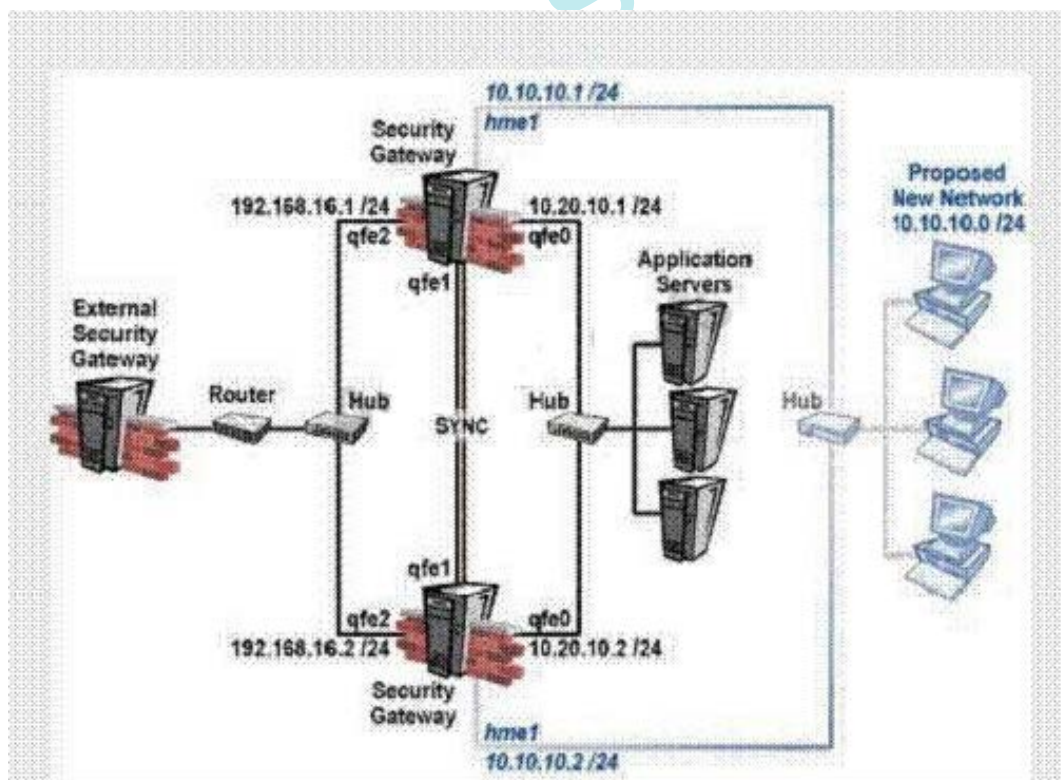 10.10.10.1 /24
hme1
Security
Gateway
192.168.16.1 /24
qfe2
10.20.10.1 /24
qfe0
qfe1
Proposed
New Network
10.10.10.0 /24
Application
Servers
External
Security
Gateway
Router
Hub
SYNC
Hub
Hub
qfe1
qfe2
192.168.16.2 /24
qfe0
10.20.10.2 /24
Security
Gateway
hme1
10.10.10.2 /24